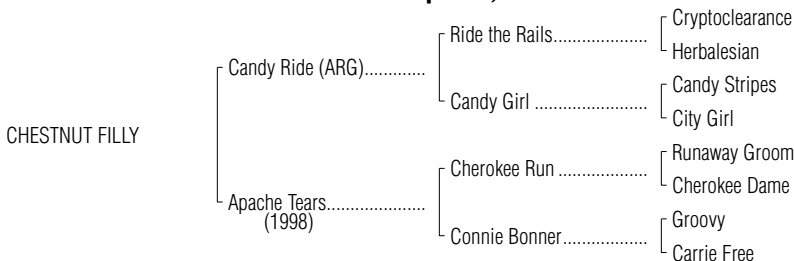 Cryptoclearance
Ride the Rails....................
Herbalesian
Candy Ride (ARG).............
Candy Stripes
Candy Girl ........................
City Girl
CHESTNUT FILLY
Runaway Groom
Cherokee Run ...................
Cherokee Dame
Apache Tears.....................
(1998)
Groovy
Connie Bonner..................
Carrie Free